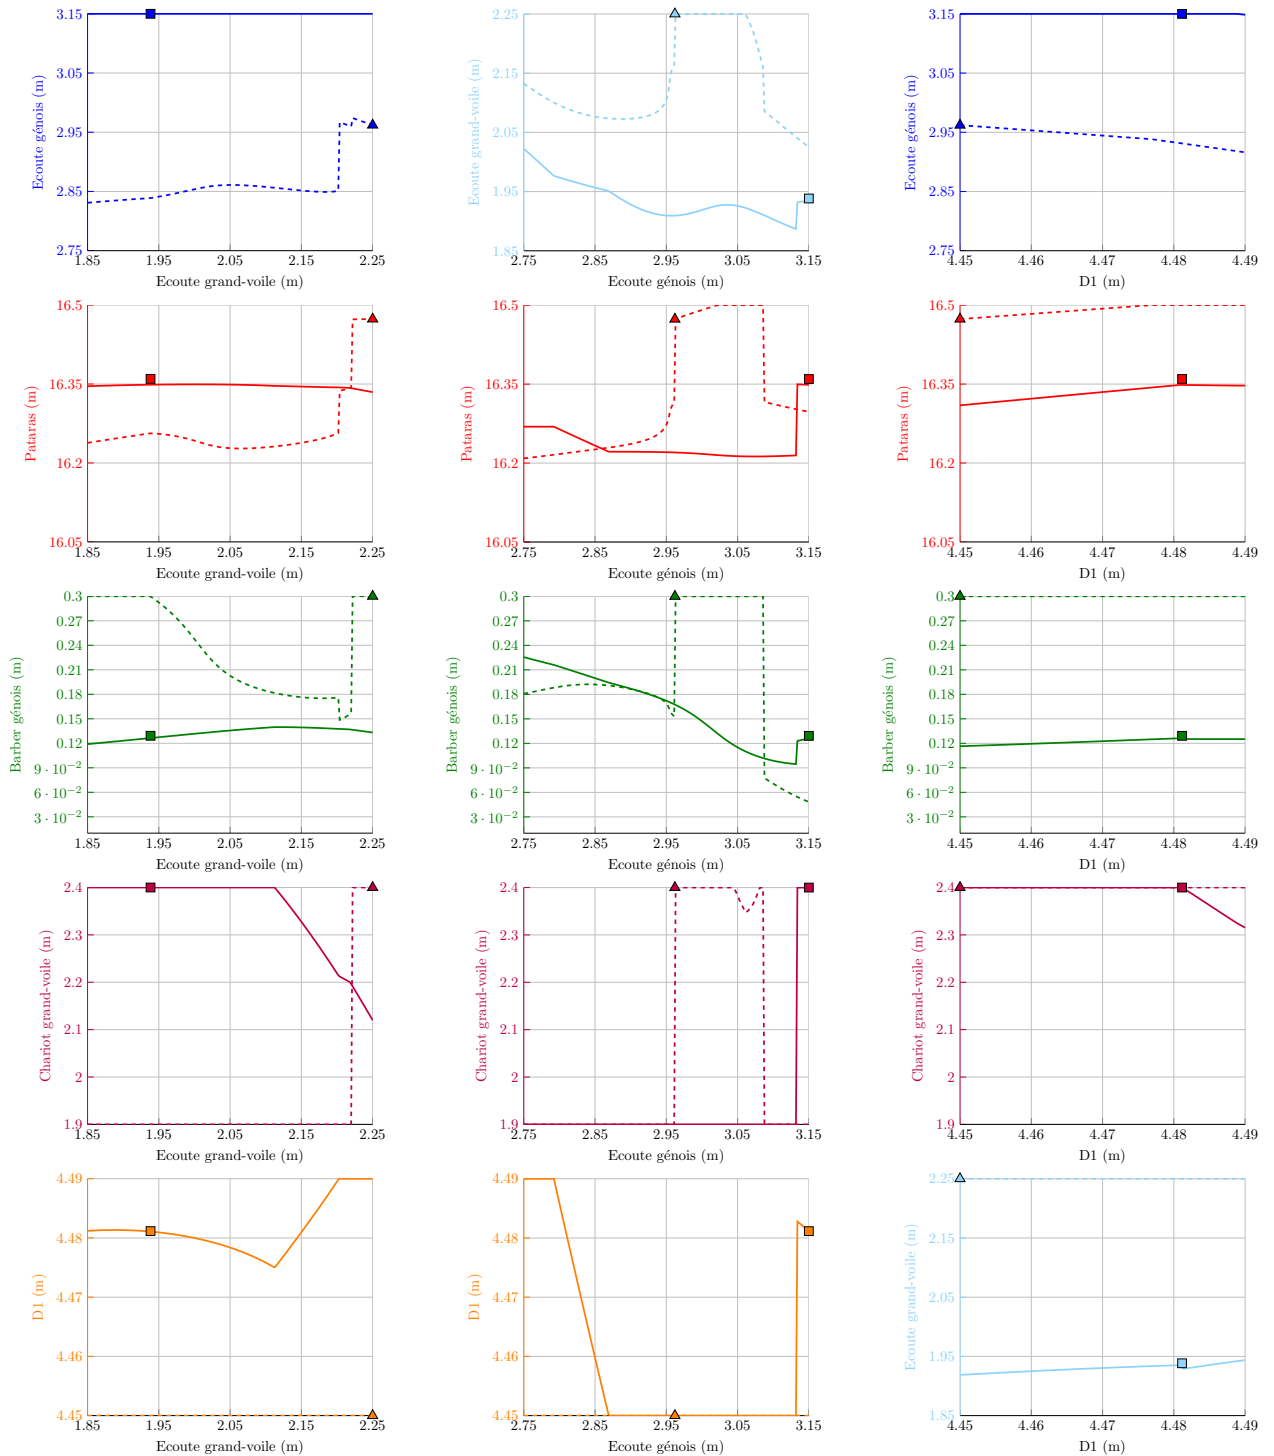 3.15
3.05
2.95
2.85
2.75
Ecoute génois (m)
1.85 1.95 2.05 2.15 2.25
Ecoute grand-voile (m)
2.25
2.15
2.05
1.95
1.85
Ecoute grand-voile (m)
2.75 2.85 2.95 3.05 3.15
Ecoute génois (m)
3.15
3.05
2.95
2.85
2.75
Ecoute génois (m)
4.45 4.46 4.47 4.48 4.49
D1 (m)
16.5
16.35
16.2
16.05
Pataras (m)
1.85 1.95 2.05 2.15 2.25
Ecoute grand-voile (m)
16.5
16.35
16.2
16.05
Pataras (m)
2.75 2.85 2.95 3.05 3.15
Ecoute génois (m)
16.5
16.35
16.2
16.05
Pataras (m)
4.45 4.46 4.47 4.48 4.49
D1 (m)
0.3
0.27
0.24
0.21
0.18
0.15
0.12
9 · 10⁻²
6 · 10⁻²
3 · 10⁻²
Barber génois (m)
1.85 1.95 2.05 2.15 2.25
Ecoute grand-voile (m)
0.3
0.27
0.24
0.21
0.18
0.15
0.12
9 · 10⁻²
6 · 10⁻²
3 · 10⁻²
Barber génois (m)
2.75 2.85 2.95 3.05 3.15
Ecoute génois (m)
0.3
0.27
0.24
0.21
0.18
0.15
0.12
9 · 10⁻²
6 · 10⁻²
3 · 10⁻²
Barber génois (m)
4.45 4.46 4.47 4.48 4.49
D1 (m)
2.4
2.3
2.2
2.1
2
1.9
Chariot grand-voile (m)
1.85 1.95 2.05 2.15 2.25
Ecoute grand-voile (m)
2.4
2.3
2.2
2.1
2
1.9
Chariot grand-voile (m)
2.75 2.85 2.95 3.05 3.15
Ecoute génois (m)
2.4
2.3
2.2
2.1
2
1.9
Chariot grand-voile (m)
4.45 4.46 4.47 4.48 4.49
D1 (m)
4.49
4.48
4.47
4.46
4.45
D1 (m)
1.85 1.95 2.05 2.15 2.25
Ecoute grand-voile (m)
4.49
4.48
4.47
4.46
4.45
D1 (m)
2.75 2.85 2.95 3.05 3.15
Ecoute génois (m)
2.25
2.15
2.05
1.95
1.85
Ecoute grand-voile (m)
4.45 4.46 4.47 4.48 4.49
D1 (m)